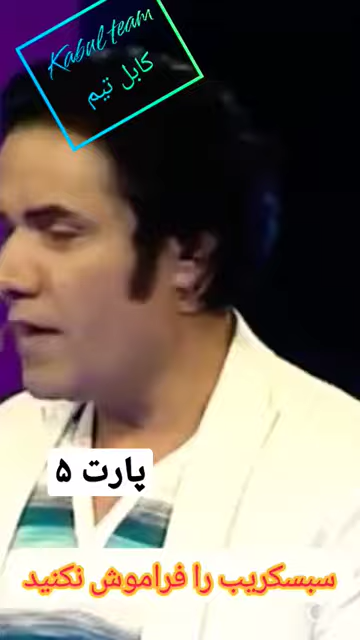 Kabul team
کابل تیم
پارت ۵
سبسکریب را فراموش نکنید